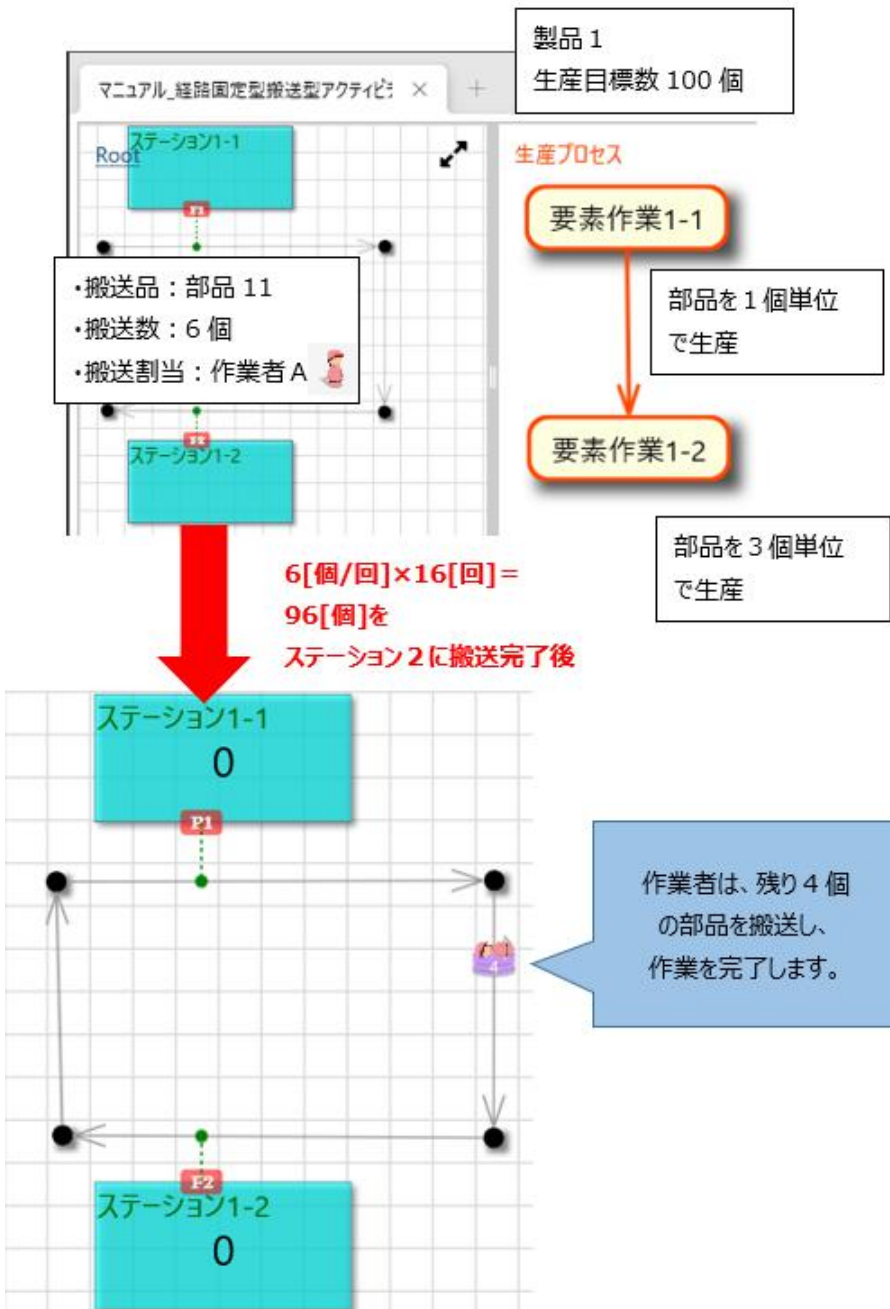 製品1
生産目標数 100 個
マニュアル_経路固定型搬送型アクティビテ
Root
ステーション1-1
P1
生産プロセス
要素作業1-1
・搬送品：部品 11
・搬送数：6 個
・搬送割当：作業者 A
部品を1個単位
で生産
F2
ステーション1-2
要素作業1-2
部品を3個単位
で生産
6[個/回]×16[回]＝
96[個]を
ステーション2に搬送完了後
ステーション1-1
0
P1
4
作業者は、残り4個
の部品を搬送し、
作業を完了します。
F2
ステーション1-2
0